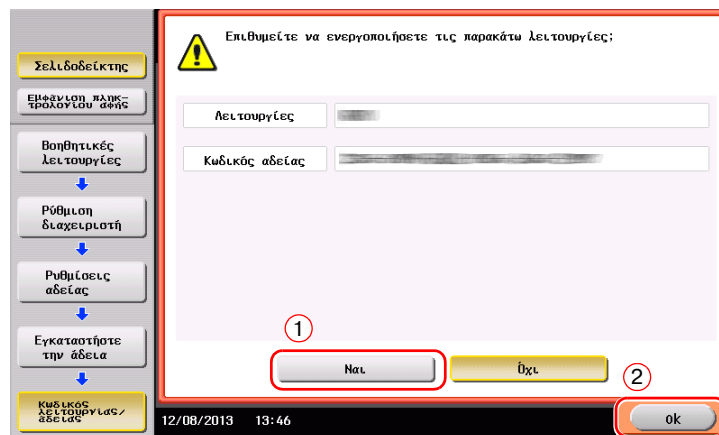 Επιθυμείτε να ενεργοποιήσετε τις παρακάτω λειτουργίες;
Σελιδοδείκτης
Εμφάνιση πληκ-
τρολογίου αφής
Λειτουργίες
Βοηθητικές
λειτουργίες
Κωδικός αδείας
Ρύθμιση
διαχειριστή
Ρυθμίσεις
αδείας
1
Εγκαταστήστε
την άδεια
Ναι
Όχι
2
Κωδικός
λειτουργίας/
άδειας
12/08/2013 13:46
ok